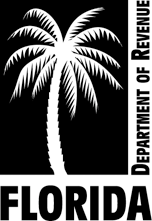 DEPARTMENT OF REVENUE
FLORIDA